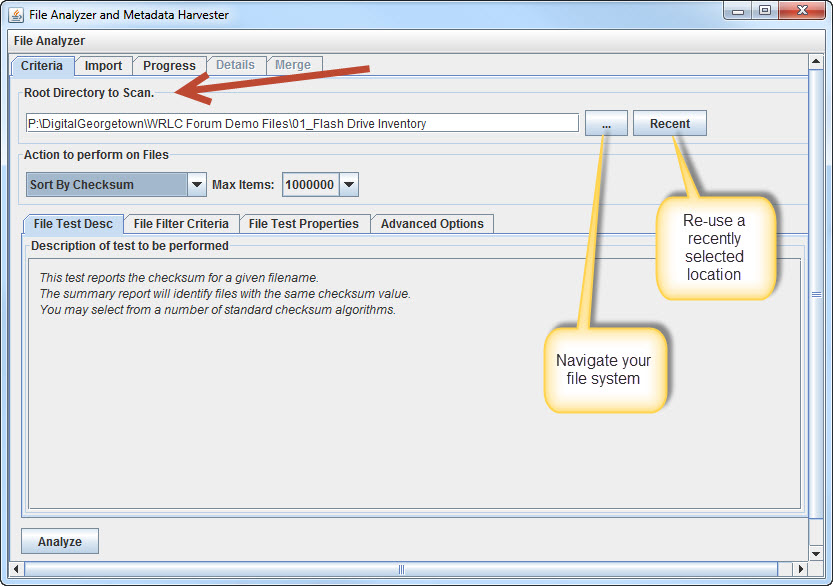 File Analyzer and Metadata Harvester
File Analyzer
Criteria Import Progress Details Merge
Root Directory to Scan.
P:\DigitalGeorgetown\WRLC Forum Demo Files\01_Flash Drive Inventory ... Recent
Action to perform on Files
Sort By Checksum Max Items: 1000000
File Test Desc File Filter Criteria File Test Properties Advanced Options
Description of test to be performed
This test reports the checksum for a given filename.
The summary report will identify files with the same checksum value.
You may select from a number of standard checksum algorithms.
Re-use a
recently
selected
location
Navigate your
file system
Analyze